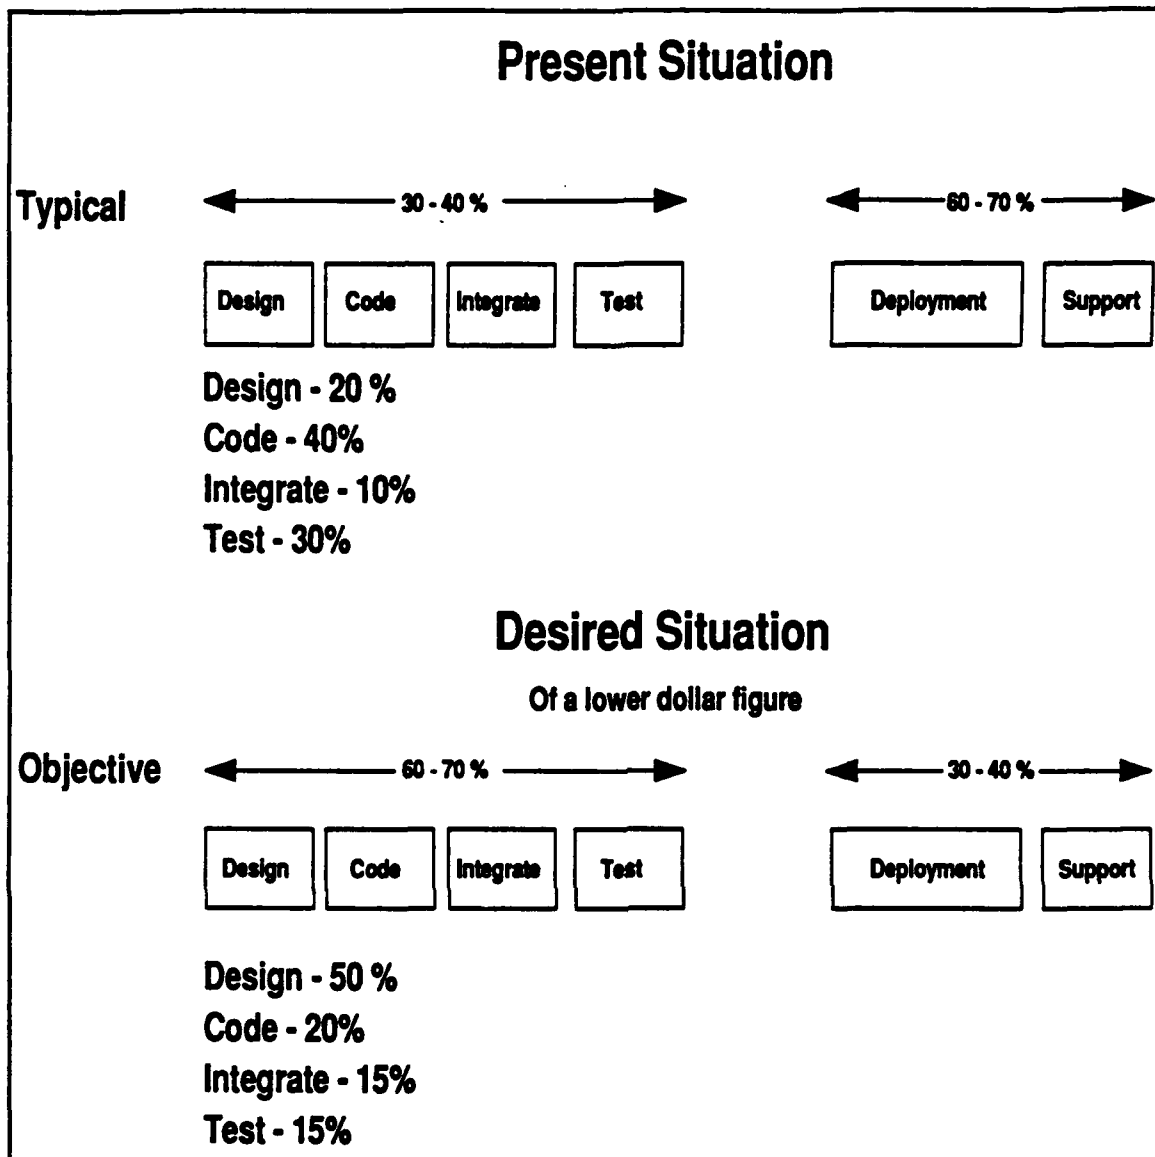 Present Situation
Typical
30 - 40 %
60 - 70 %
Design
Code
Integrate
Test
Deployment
Support
Design - 20 %
Code - 40%
Integrate - 10%
Test - 30%
Desired Situation
Of a lower dollar figure
Objective
60 - 70 %
30 - 40 %
Design
Code
Integrate
Test
Deployment
Support
Design - 50 %
Code - 20%
Integrate - 15%
Test - 15%